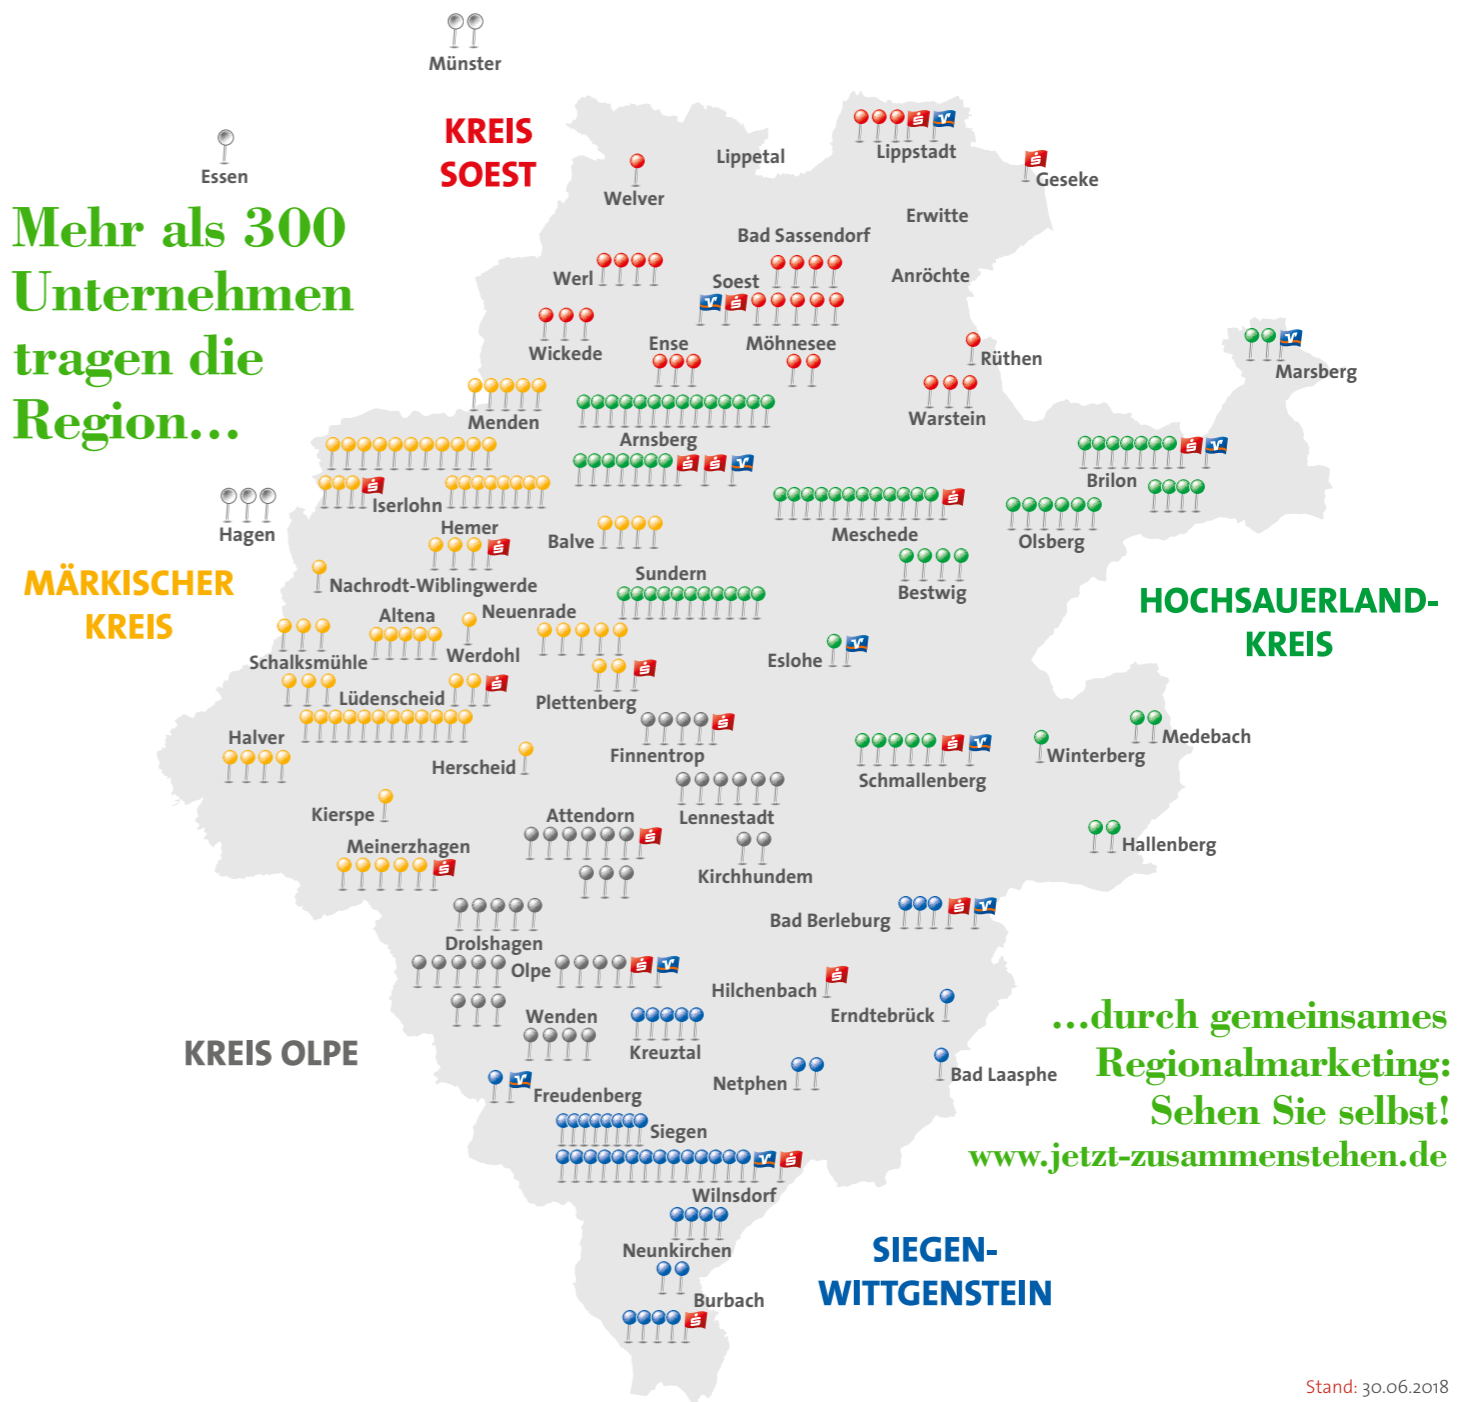 Münster
Essen
KREIS
SOEST
Mehr als 300
Unternehmen
tragen die
Region...
Lippetal
Lippstadt
Geseke
Welver
Erwitte
Bad Sassendorf
Werl
Soest
Anröchte
Wickede
Ense
Möhnesee
Rüthen
Marsberg
Menden
Warstein
Arnsberg
Brilon
Iserlohn
Hagen
Hemer
Balve
Meschede
Olsberg
MÄRKISCHER
KREIS
Nachrodt-Wiblingwerde
Sundern
Bestwig
HOCHSAUERLAND-
KREIS
Altena
Neuenrade
Schalksmühle
Werdohl
Eslohe
Lüdenscheid
Plettenberg
Halver
Herscheid
Finnentrop
Schmallenberg
Winterberg
Medebach
Kierspe
Attendorn
Lennestadt
Meinerzhagen
Kirchhundem
Hallenberg
Bad Berleburg
Drolshagen
Olpe
Hilchenbach
Erndtebrück
Wenden
Kreuztal
KREIS OLPE
Netphen
Bad Laasphe
...durch gemeinsames
Regionalmarketing:
Sehen Sie selbst!
www.jetzt-zusammenstehen.de
Freudenberg
Siegen
Wilnsdorf
Neunkirchen
Burbach
SIEGEN-
WITTGENSTEIN
Stand: 30.06.2018